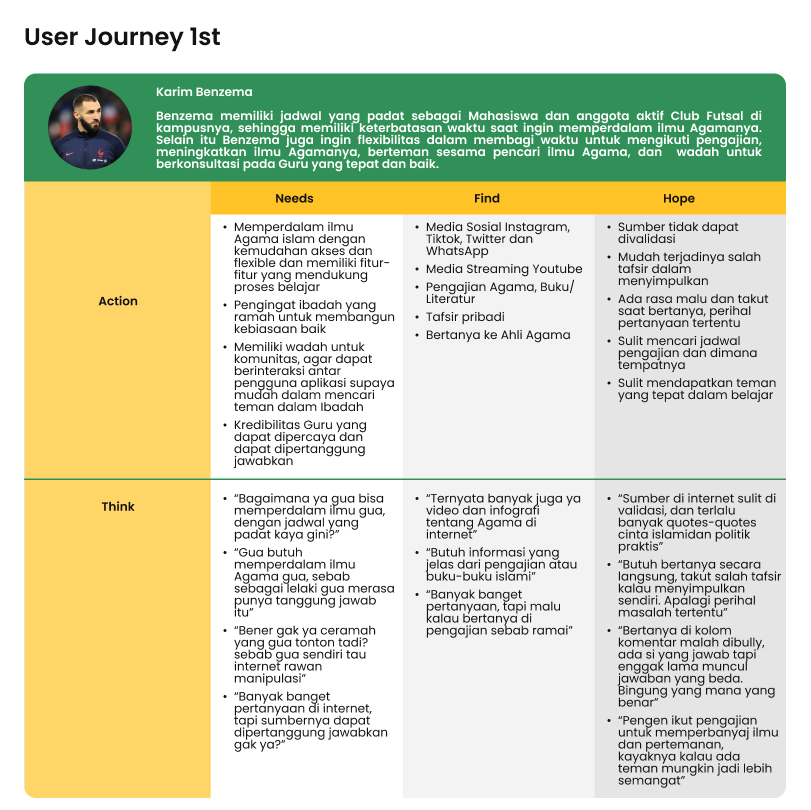 User Journey 1st
Karim Benzema
Benzema memiliki jadwal yang padat sebagai Mahasiswa dan anggota aktif Club Futsal di
kampusnya, sehingga memiliki keterbatasan waktu saat ingin memperdalam ilmu Agamanya.
Selain itu Benzema juga ingin flexibilitas dalam membagi waktu untuk mengikuti pengajian,
meningkatkan ilmu Agamanya, berteman sesama pencari ilmu Agama, dan wadah untuk
berkonsultasi pada Guru yang tepat dan baik.
Needs
Find
Hope
Action
• Memperdalam ilmu
Agama islam dengan
kemudahan akses dan
flexible dan memiliki fitur-
fitur yang mendukung
proses belajar
• Pengingat ibadah yang
ramah untuk membangun
kebiasaan baik
• Memiliki wadah untuk
komunitas, agar dapat
berinteraksi antar
pengguna aplikasi supaya
mudah dalam mencari
teman dalam Ibadah
• Kredibilitas Guru yang
dapat dipercaya dan
dapat dipertanggung
jawabkan
• Media Sosial Instagram,
Tiktok, Twitter dan
WhatsApp
• Media Streaming Youtube
• Pengajian Agama, Buku/
Literatur
• Tafsir pribadi
• Bertanya ke Ahli Agama
• Sumber tidak dapat
divalidasi
• Mudah terjadinya salah
tafsir dalam
menyimpulkan
• Ada rasa malu dan takut
saat bertanya, perihal
pertanyaan tertentu
• Sulit mencari jadwal
pengajian dan dimana
tempatnya
• Sulit mendapatkan teman
yang tepat dalam belajar
Think
• “Bagaimana ya gua bisa
memperdalam ilmu gua,
dengan jadwal yang
padat kaya gini?”
• “Gua butuh
memperdalam ilmu
Agama gua, sebab
sebagai lelaki gua merasa
punya tanggung jawab
itu”
• “Bener gak ya ceramah
yang gua tonton tadi?
sebab gua sendiri tau
internet rawan
manipulasi”
• “Banyak banget
pertanyaan di internet,
tapi sumbernya dapat
dipertanggung jawabkan
gak ya?”
• “Ternyata banyak juga ya
video dan infografi
tentang Agama di
internet”
• “Butuh informasi yang
jelas dari pengajian atau
buku-buku islami”
• “Banyak banget
pertanyaan, tapi malu
kalau bertanya di
pengajian sebab ramai”
• “Sumber di internet sulit di
validasi, dan terlalu
banyak quotes-quotes
cinta islamidan politik
praktis”
• “Butuh bertanya secara
langsung, takut salah tafsir
kalau menyimpulkan
sendiri. Apalagi perihal
masalah tertentu”
• “Bertanya di kolom
komentar malah dibully,
ada si yang jawab tapi
enggak lama muncul
jawaban yang beda.
Bingung yang mana yang
benar”
• “Pengen ikut pengajian
untuk memperbanyaj ilmu
dan pertemanan,
kayaknya kalau ada
teman mungkin jadi lebih
semangat”